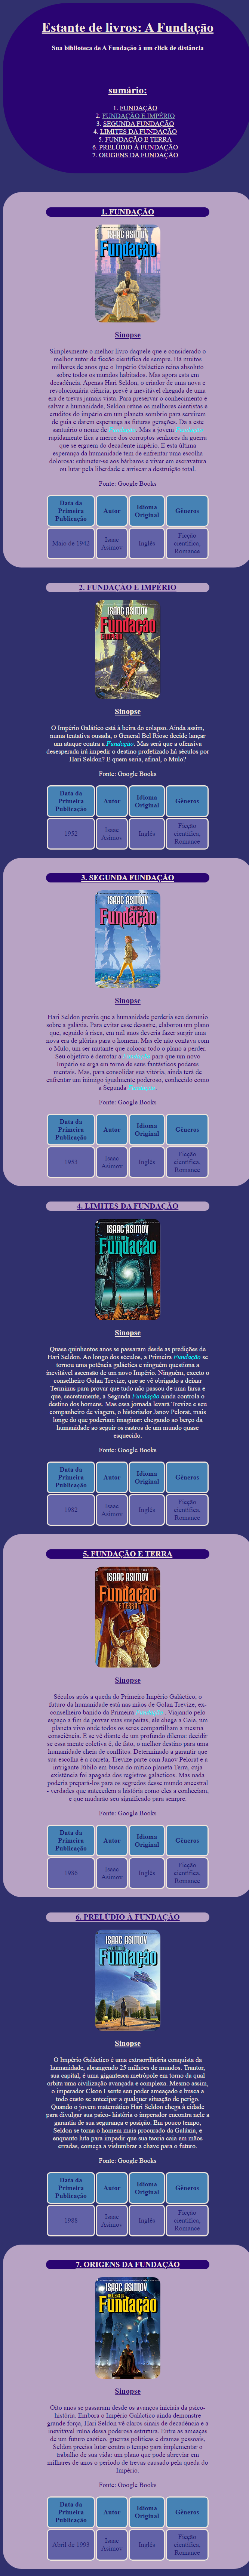 Estante de livros: A Fundação
Sua biblioteca de A Fundação à um click de distância
sumário:
1. FUNDAÇÃO
2. FUNDAÇÃO E IMPÉRIO
3. SEGUNDA FUNDAÇÃO
4. LIMITES DA FUNDAÇÃO
5. FUNDAÇÃO E TERRA
6. PRELÚDIO À FUNDAÇÃO
7. ORIGENS DA FUNDAÇÃO
1. FUNDAÇÃO
ISAAC ASIMOV
Fundação
Sinopse
Simplesmente o melhor livro daquele que e considerado o
melhor autor de ficção científica de sempre. Há muitos
milhares de anos que o Império Galáctico reina absoluto
sobre todos os mundos habitados. Mas agora esta em
decadência. Apenas Hari Seldon, o criador de uma nova e
revolucionária ciência, prevê a inevitável chegada de uma
era de trevas jamais vista. Para preservar o conhecimento e
salvar a humanidade, Seldon reúne os melhores cientistas e
eruditos do império em um planeta sombrio para servirem
de guia e darem esperança as futuras gerações. Da a este
santuário o nome de Fundação. Mas a jovem Fundação
rapidamente fica a merce dos corruptos senhores da guerra
que se erguem do decadente império. E esta última
esperança da humanidade tem de enfrentar uma escolha
dolorosa: submeter-se aos bárbaros e viver em escravatura
ou lutar pela liberdade a arriscar a destruição total.
Fonte: Google Books
Data da Primeira Publicação Autor Idioma Original Gêneros
Maio de 1942 Isaac Asimov Inglês Ficção científica, Romance
2. FUNDAÇÃO E IMPÉRIO
ISAAC ASIMOV
Fundação
E IMPÉRIO
Sinopse
O Império Galático está à beira do colapso. Ainda assim,
numa tentativa ousada, o General Bel Riose decide lançar
um ataque contra a Fundação. Mas será que a ofensiva
desesperada irá impedir o destino profetizado há séculos por
Hari Seldon? E quem seria, afinal, o Mulo?
Fonte: Google Books
Data da Primeira Publicação Autor Idioma Original Gêneros
1952 Isaac Asimov Inglês Ficção científica, Romance
3. SEGUNDA FUNDAÇÃO
ISAAC ASIMOV
Fundação
Sinopse
Hari Seldon previu que a humanidade perderia sem domínio
sobre a galáxia. Para evitar esse desastre, elaborou um plano
que, seguido à risca, em mil anos deveria fazer surgir uma
nova era de glórias para o homem. Mas ele não contava com
o Mulo, um ser mutante que colocar todo o plano a perder.
Seu objetivo é derrotar a Fundação para que um novo
Império se erga em torno de seus fantásticos poderes
mentais. Mas, para consolidar sua vitória, ainda terá de
enfrentar um inimigo igualmente poderoso, conhecido como
a Segunda Fundação.
Fonte: Google Books
Data da Primeira Publicação Autor Idioma Original Gêneros
1953 Isaac Asimov Inglês Ficção científica, Romance
4. LIMITES DA FUNDAÇÃO
ISAAC ASIMOV
LIMITES DA
Fundação
Sinopse
Quase quinhentos anos se passaram desde as predições de
Hari Seldon. Ao longo dos séculos, a Primeira Fundação se
tornou uma potência galáctica e ninguém questiona a
inevitável ascensão de um novo Império. Ninguém, exceto o
conselheiro Golan Trevize, que se vê obrigado a deixar
Terminus para provar que tudo não passou de uma farsa e
que, secretamente, a Segunda Fundação ainda controla o
destino dos homens. Mas essa jornada levará Trevize e seu
companheiro de viagem, o historiador Janov Pelorat, mais
longe do que poderiam imaginar: chegando ao berço da
humanidade ao seguir os rastros de um mundo quase
esquecido.
Fonte: Google Books
Data da Primeira Publicação Autor Idioma Original Gêneros
1982 Isaac Asimov Inglês Ficção científica, Romance
5. FUNDAÇÃO E TERRA
ISAAC ASIMOV
Fundação
E TERRA
Sinopse
Séculos após a queda do Primeiro Império Galáctico, o
futuro da humanidade está nas mãos de Golan Trevize, ex-
conselheiro banido da Primeira Fundação. Viajando pelo
espaço a fim de provar suas suspeitas, ele chega a Gaia, um
planeta vivo onde todos os seres compartilham a mesma
consciência. E se vê diante de um profundo dilema: decidir
se essa mente coletiva é, de fato, o melhor destino para uma
humanidade cheia de conflitos. Determinado a garantir que
sua escolha é a correta, Trevize parte com Janov Pelorat e a
intrigante Júbilo em busca do mítico planeta Terra, cuja
existência foi apagada dos registros galácticos. Mas nada
poderia prepará-los para os segredos desse mundo ancestral
- verdades que antecedem a história como eles a conheciam,
e que mudarão seu significado para sempre.
Fonte: Google Books
Data da Primeira Publicação Autor Idioma Original Gêneros
1986 Isaac Asimov Inglês Ficção científica, Romance
6. PRELÚDIO À FUNDAÇÃO
ISAAC ASIMOV
Fundação
Sinopse
O Império Galáctico é uma extraordinária conquista da
humanidade, abrangendo 25 milhões de mundos. Trantor,
sua capital, é uma gigantesca metrópole em torno da qual
orbita uma civilização avançada e complexa. Mesmo assim,
o imperador Cleon I sente seu poder ameaçado e busca a
todo custo se antecipar a qualquer situação de perigo.
Quando o jovem matemático Hari Seldon chega à cidade
para divulgar sua psico- história o imperador encontra nele a
garantia de sua segurança e posição. Em pouco tempo,
Seldon se torna o homem mais procurado da Galáxia, e
enquanto luta para impedir que sua teoria caia em mãos
erradas, começa a vislumbrar a chave para o futuro.
Fonte: Google Books
Data da Primeira Publicação Autor Idioma Original Gêneros
1988 Isaac Asimov Inglês Ficção científica, Romance
7. ORIGENS DA FUNDAÇÃO
ISAAC ASIMOV
ORIGENS DA
Fundação
Sinopse
Oito anos se passaram desde os avanços iniciais da psico-
história. Embora o Império Galáctico ainda demonstre
grande força, Hari Seldon vê claros sinais de decadência e a
inevitável ruína dessa poderosa estrutura. Entre as ameaças
de um futuro caótico, guerras políticas e dramas pessoais,
Seldon precisa lutar contra o tempo para implementar o
trabalho de sua vida: um plano que pode abreviar em
milhares de anos o período de trevas causado pela queda do
Império.
Fonte: Google Books
Data da Primeira Publicação Autor Idioma Original Gêneros
Abril de 1993 Isaac Asimov Inglês Ficção científica, Romance